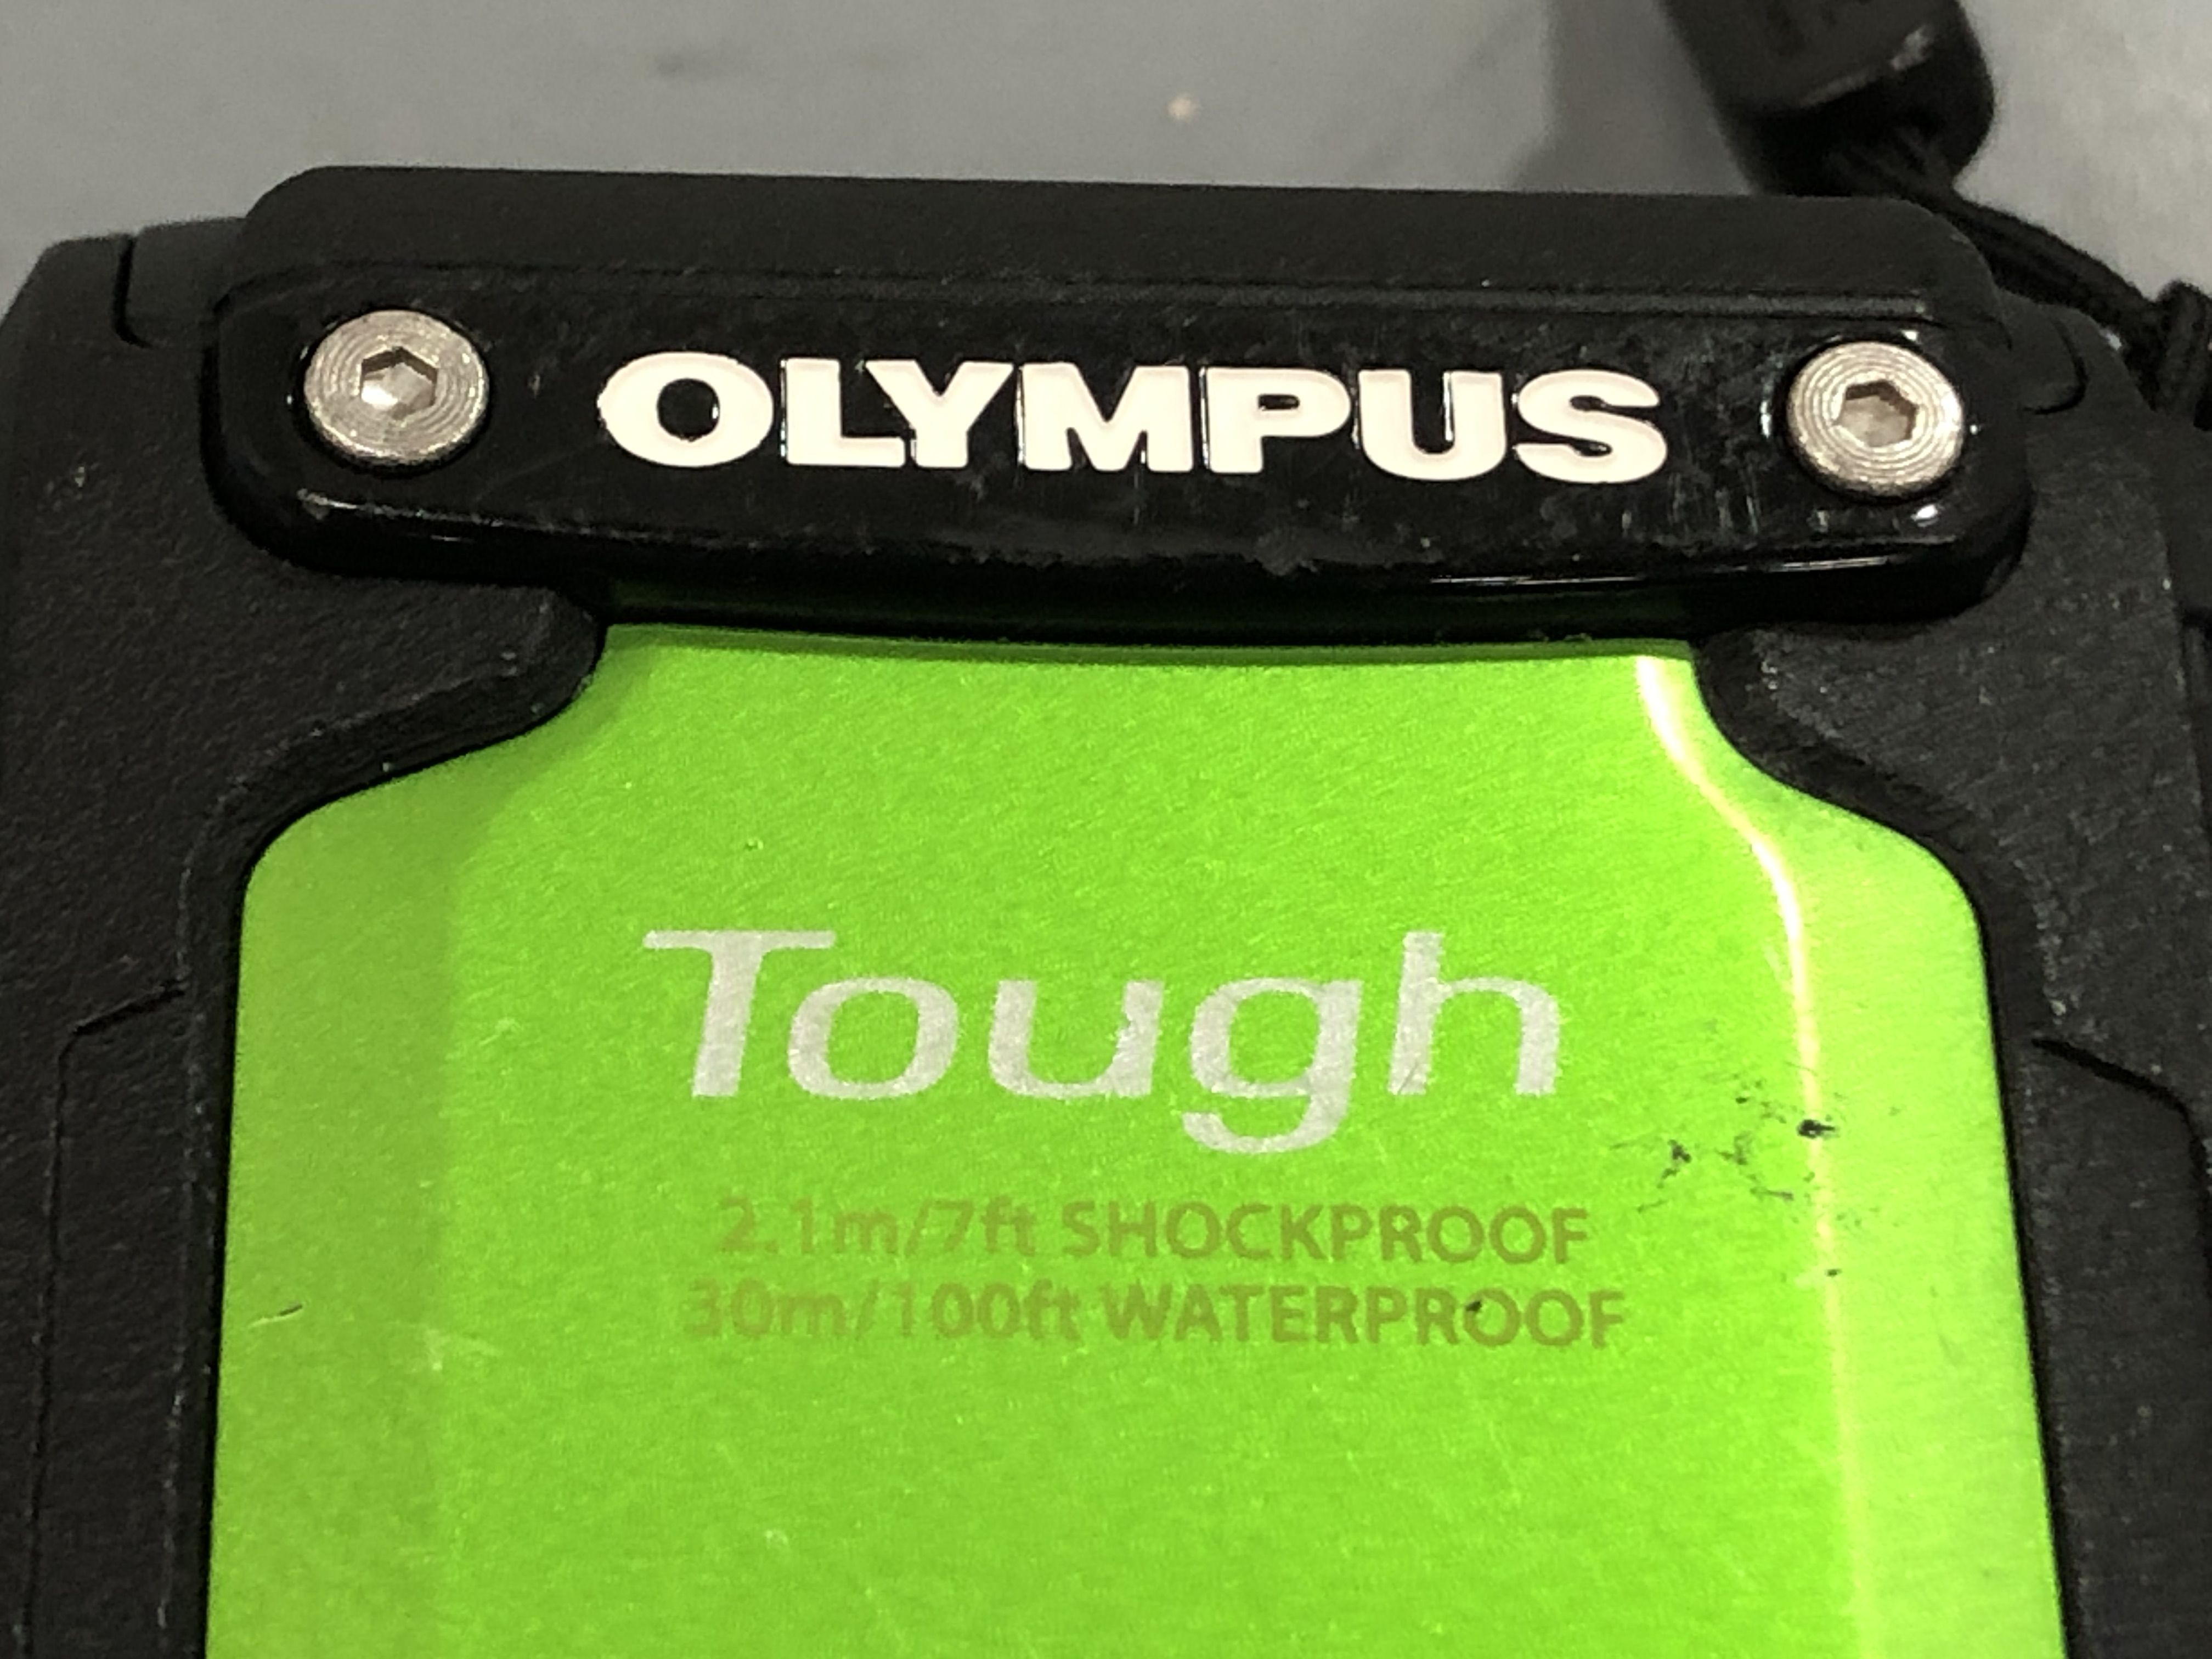 OLYMPUS
Tough
2.1m/7ft SHOCKPROOF
30m/100ft WATERPROOF